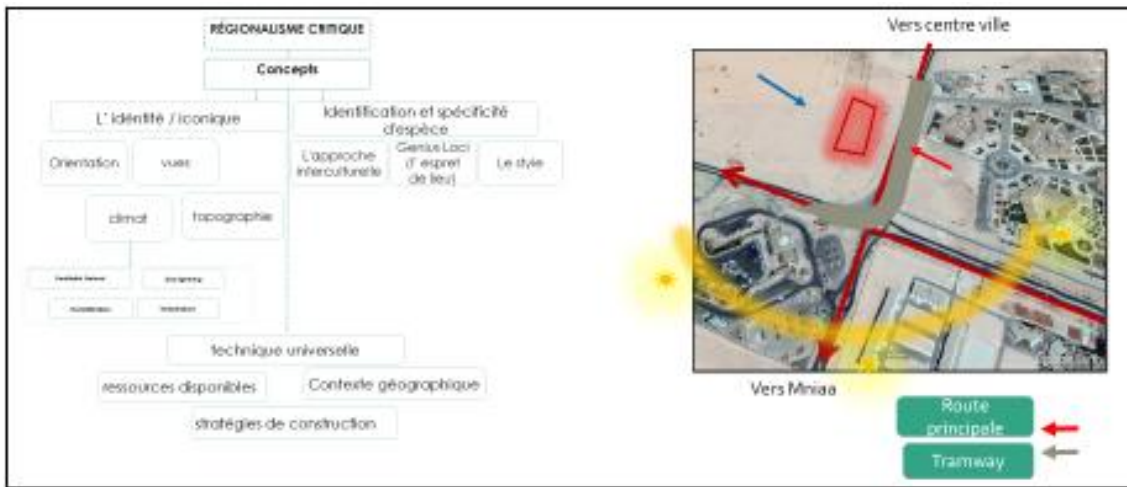 RÉGIONALISME CRITIQUE
Concepts
L' identité / iconique
Identification et spécificité
d'espèce
Orientation
vues
L'approche
interculturelle
Genius Loci
(l' espret
de lieu)
Le style
climat
topographie
technique universelle
ressources disponibles
Contexte géographique
stratégies de construction
Vers centre ville
Vers Mniaa
Route
principale
Tramway